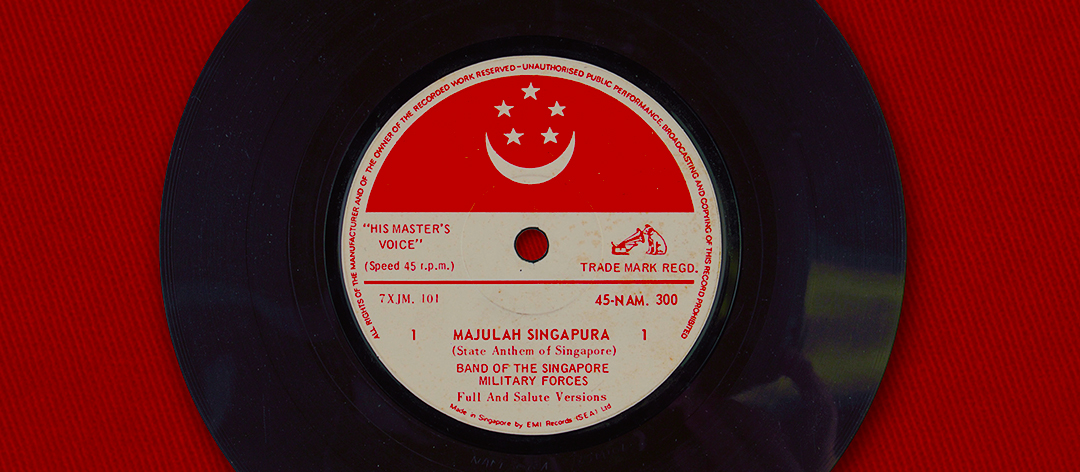 ALL RIGHTS OF THE MANUFACTURER AND OF THE OWNER OF THE RECORDED WORK RESERVED - UNAUTHORISED PUBLIC PERFORMANCE, BROADCASTING AND COPYING OF THIS RECORD PROHIBITED
"HIS MASTER'S
VOICE"
(Speed 45 r.p.m.)
TRADE MARK REGD.
7XJM. 101
45-NAM. 300
1 MAJULAH SINGAPURA 1
(State Anthem of Singapore)
BAND OF THE SINGAPORE
MILITARY FORCES
Full And Salute Versions
Made in Singapore by EMI Records (SEA) Ltd